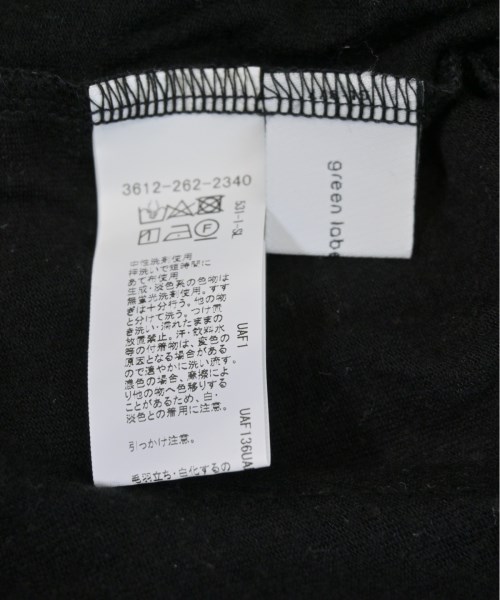 3612-262-2340
531-1-SL
中性洗剤使用
押洗いで短時間に
あて布使用
生成・淡色系の色物は
無蛍光洗剤使用。すす
ぎは十分行う。他の物
と分けて洗う。つけ置
き洗い・濡れたままの
放置禁止。汗・飲料水
等の付着物は、変色の
原因となる場合がある
ので速やかに洗い流す。
濃色の場合、摩擦によ
り他の物へ色移りする
ことがあるため、白・
淡色との着用に注意。
引っかけ注意。
毛羽立ち・白化するの
UAF1
UAF136UA
green labe